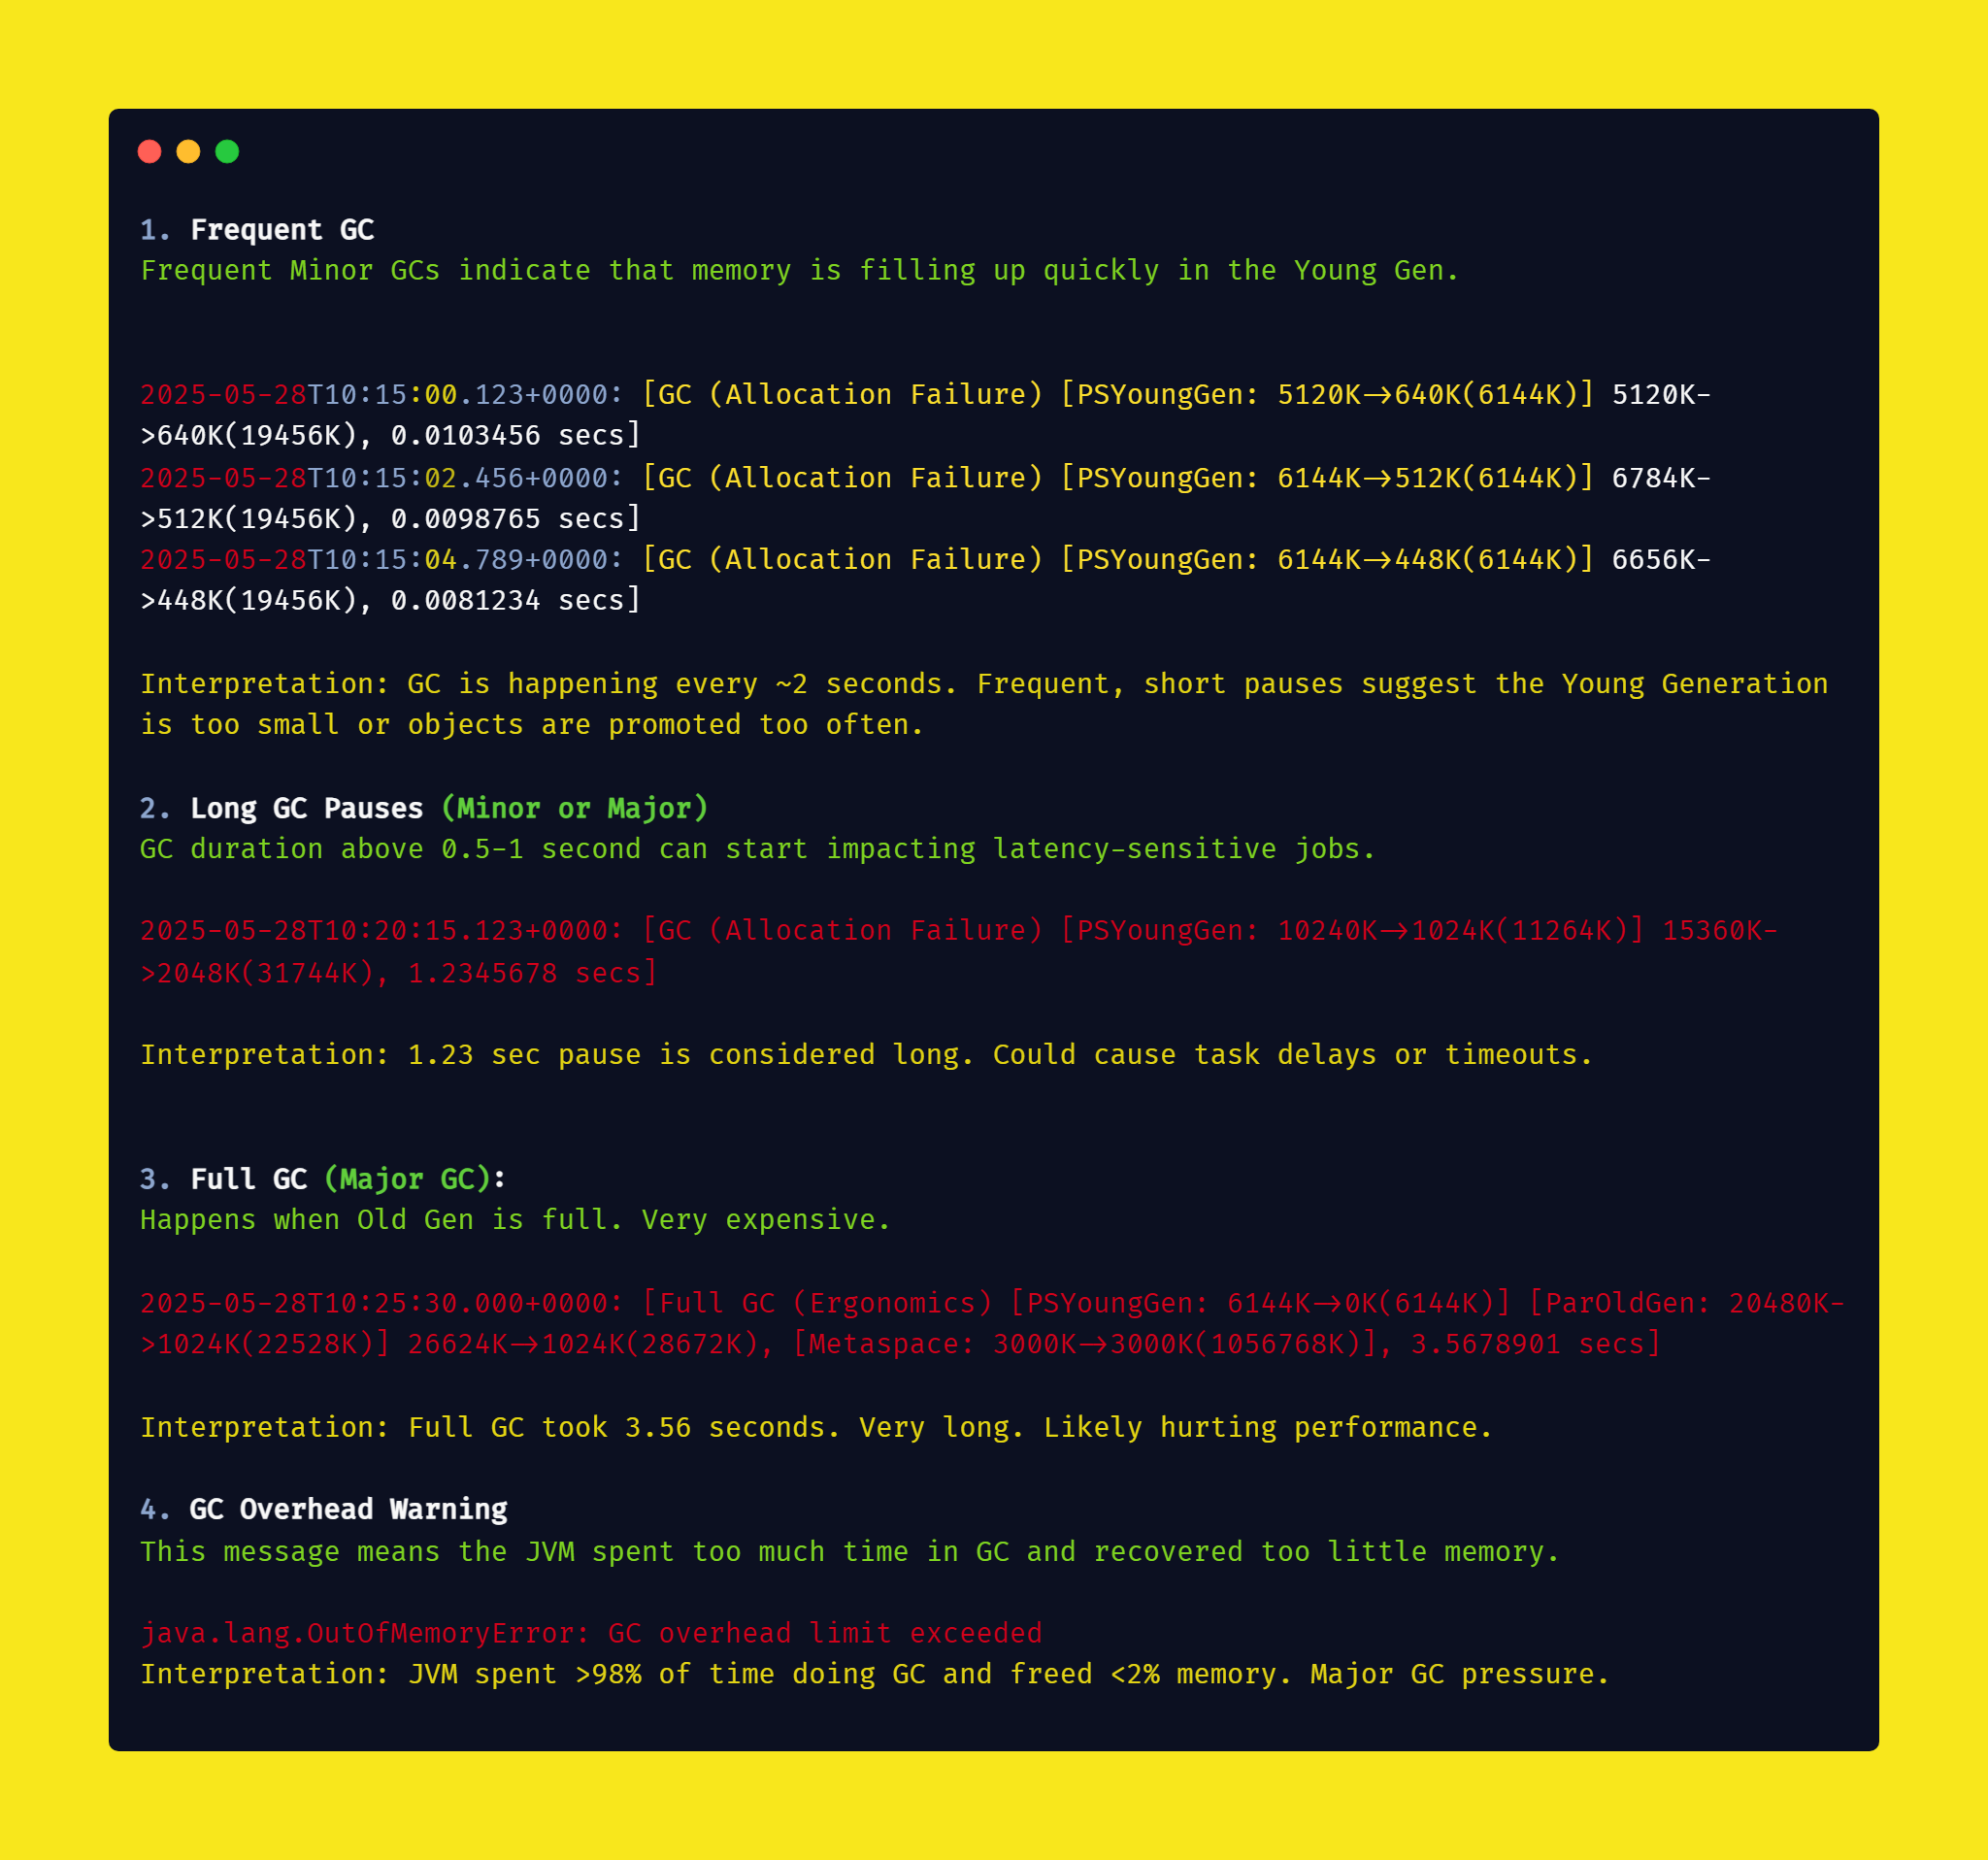 1. Frequent GC
Frequent Minor GCs indicate that memory is filling up quickly in the Young Gen.
2025-05-28T10:15:00.123+0000: [GC (Allocation Failure) [PSYoungGen: 5120K->640K(6144K)] 5120K-
>640K(19456K), 0.0103456 secs]
2025-05-28T10:15:02.456+0000: [GC (Allocation Failure) [PSYoungGen: 6144K->512K(6144K)] 6784K-
>512K(19456K), 0.0098765 secs]
2025-05-28T10:15:04.789+0000: [GC (Allocation Failure) [PSYoungGen: 6144K->448K(6144K)] 6656K-
>448K(19456K), 0.0081234 secs]
Interpretation: GC is happening every ~2 seconds. Frequent, short pauses suggest the Young Generation
is too small or objects are promoted too often.
2. Long GC Pauses (Minor or Major)
GC duration above 0.5-1 second can start impacting latency-sensitive jobs.
2025-05-28T10:20:15.123+0000: [GC (Allocation Failure) [PSYoungGen: 10240K->1024K(11264K)] 15360K-
>2048K(31744K), 1.2345678 secs]
Interpretation: 1.23 sec pause is considered long. Could cause task delays or timeouts.
3. Full GC (Major GC):
Happens when Old Gen is full. Very expensive.
2025-05-28T10:25:30.000+0000: [Full GC (Ergonomics) [PSYoungGen: 6144K->0K(6144K)] [ParOldGen: 20480K-
>1024K(22528K)] 26624K->1024K(28672K), [Metaspace: 3000K->3000K(1056768K)], 3.5678901 secs]
Interpretation: Full GC took 3.56 seconds. Very long. Likely hurting performance.
4. GC Overhead Warning
This message means the JVM spent too much time in GC and recovered too little memory.
java.lang.OutOfMemoryError: GC overhead limit exceeded
Interpretation: JVM spent >98% of time doing GC and freed <2% memory. Major GC pressure.